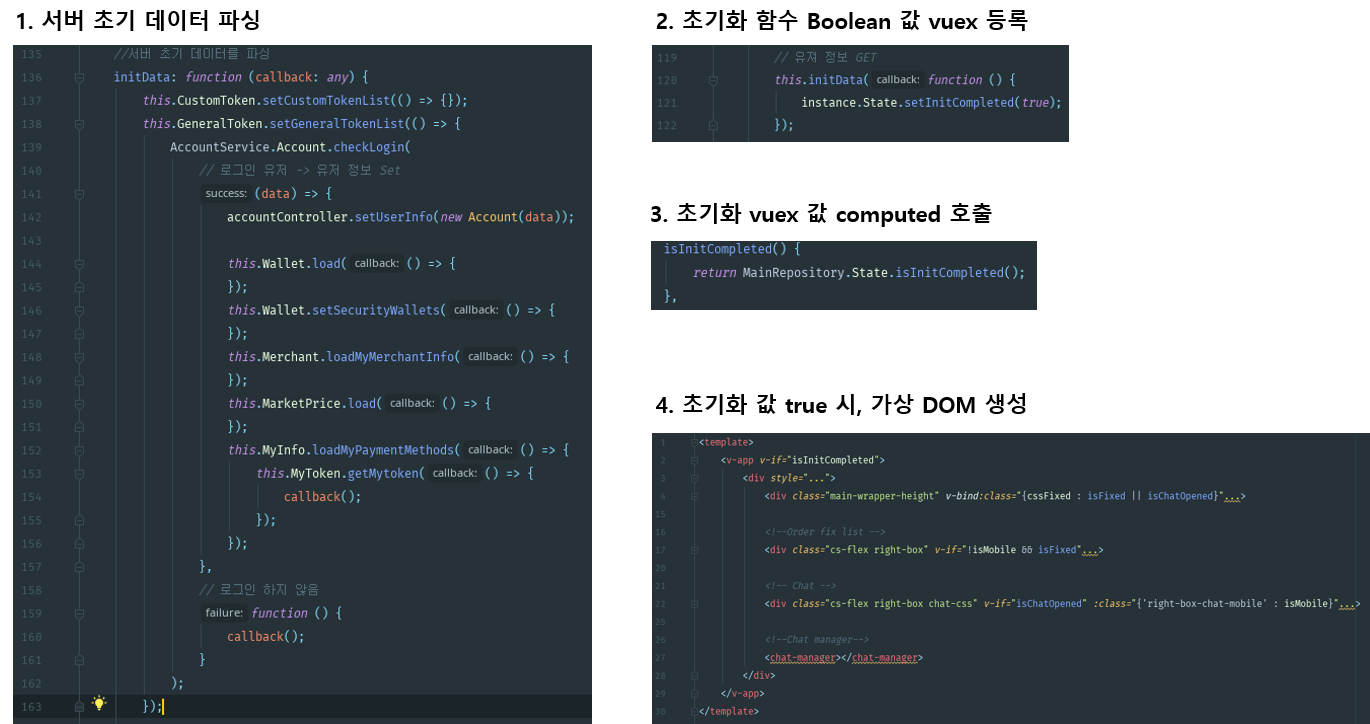 1. 서버 초기 데이터 파싱
135 //서버 초기 데이터를 파싱
136 initData: function (callback: any) {
137 this.CustomToken.setCustomTokenList(() => {});
138 this.GeneralToken.setGeneralTokenList(() => {
139 AccountService.Account.checkLogin(
140 // 로그인 유저 -> 유저 정보 Set
141 success: (data) => {
142 accountController.setUserInfo(new Account(data));
143
144 this.Wallet.load( callback: () => {
145 });
146 this.Wallet.setSecurityWallets( callback: () => {
147 });
148 this.Merchant.loadMyMerchantInfo( callback: () => {
149 });
150 this.MarketPrice.load( callback: () => {
151 });
152 this.MyInfo.loadMyPaymentMethods( callback: () => {
153 this.MyToken.getMytoken( callback: () => {
154 callback();
155 });
156 });
157 },
158 // 로그인 하지 않음
159 failure: function () {
160 callback();
161 }
162 );
163 });
2. 초기화 함수 Boolean 값 vuex 등록
119 // 유저 정보 GET
120 this.initData( callback: function () {
121 instance.State.setInitCompleted(true);
122 });
3. 초기화 vuex 값 computed 호출
isInitCompleted() {
return MainRepository.State.isInitCompleted();
},
4. 초기화 값 true 시, 가상 DOM 생성
1 <template>
2 <v-app v-if="isInitCompleted">
3 <div style="...">
4 <div class="main-wrapper-height" v-bind:class="{cssFixed : isFixed || isChatOpened}"...>
15
16 <!--Order fix list -->
17 <div class="cs-flex right-box" v-if="!isMobile && isFixed"...>
20
21 <!-- Chat -->
22 <div class="cs-flex right-box chat-css" v-if="isChatOpened" :class="{'right-box-chat-mobile' : isMobile}"...>
25
26 <!--Chat manager-->
27 <chat-manager></chat-manager>
28 </div>
29 </v-app>
30 </template>